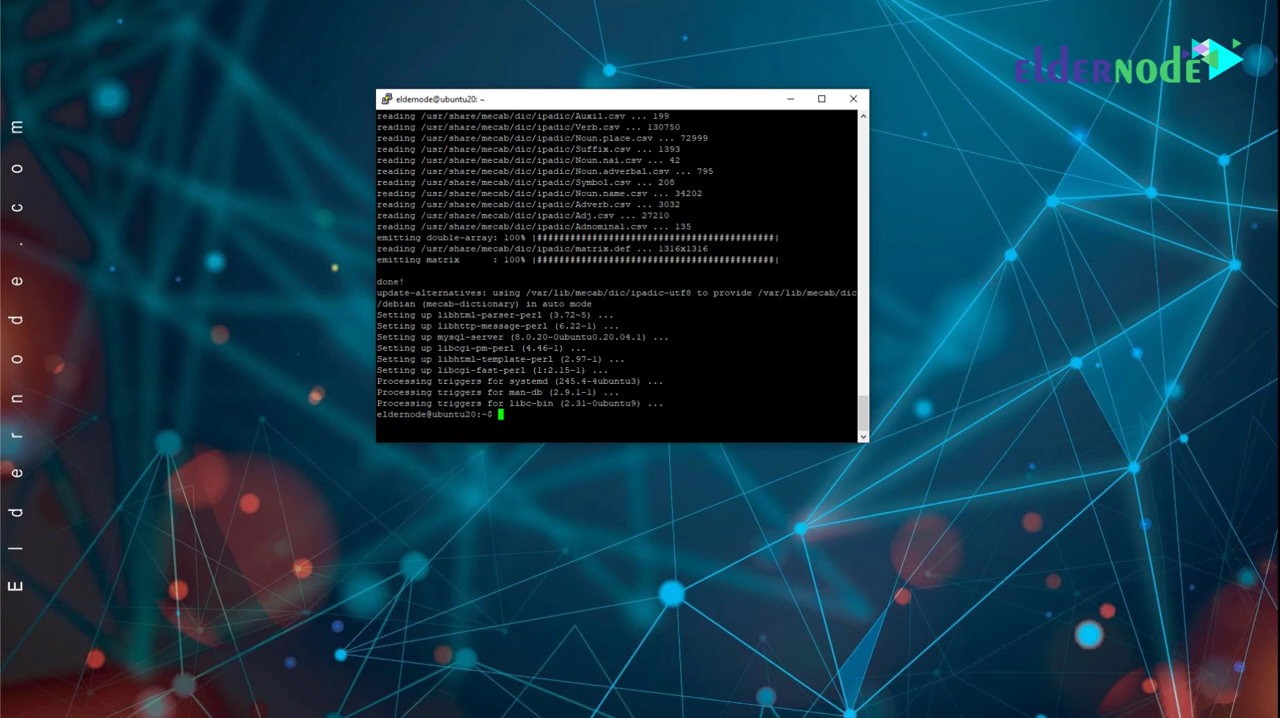 eldernode
Eldernode.com
eldernode@ubuntu20: ~
reading /usr/share/mecab/dic/ipadic/Auxil.csv ... 199
reading /usr/share/mecab/dic/ipadic/Verb.csv ... 130750
reading /usr/share/mecab/dic/ipadic/Noun.place.csv ... 72999
reading /usr/share/mecab/dic/ipadic/Suffix.csv ... 1393
reading /usr/share/mecab/dic/ipadic/Noun.nai.csv ... 42
reading /usr/share/mecab/dic/ipadic/Noun.adverbal.csv ... 795
reading /usr/share/mecab/dic/ipadic/Symbol.csv ... 208
reading /usr/share/mecab/dic/ipadic/Noun.name.csv ... 34202
reading /usr/share/mecab/dic/ipadic/Adverb.csv ... 3032
reading /usr/share/mecab/dic/ipadic/Adj.csv ... 27210
reading /usr/share/mecab/dic/ipadic/Adnominal.csv ... 135
emitting double-array: 100% |###########################################|
reading /usr/share/mecab/dic/ipadic/matrix.def ... 1316x1316
emitting matrix      : 100% |###########################################|
done!
update-alternatives: using /var/lib/mecab/dic/ipadic-utf8 to provide /var/lib/mecab/dic
/debian (mecab-dictionary) in auto mode
Setting up libhtml-parser-perl (3.72-5) ...
Setting up libhttp-message-perl (6.22-1) ...
Setting up mysql-server (8.0.20-0ubuntu0.20.04.1) ...
Setting up libcgi-pm-perl (4.46-1) ...
Setting up libhtml-template-perl (2.97-1) ...
Setting up libcgi-fast-perl (1:2.15-1) ...
Processing triggers for systemd (245.4-4ubuntu3) ...
Processing triggers for man-db (2.9.1-1) ...
Processing triggers for libc-bin (2.31-0ubuntu9) ...
eldernode@ubuntu20:~$